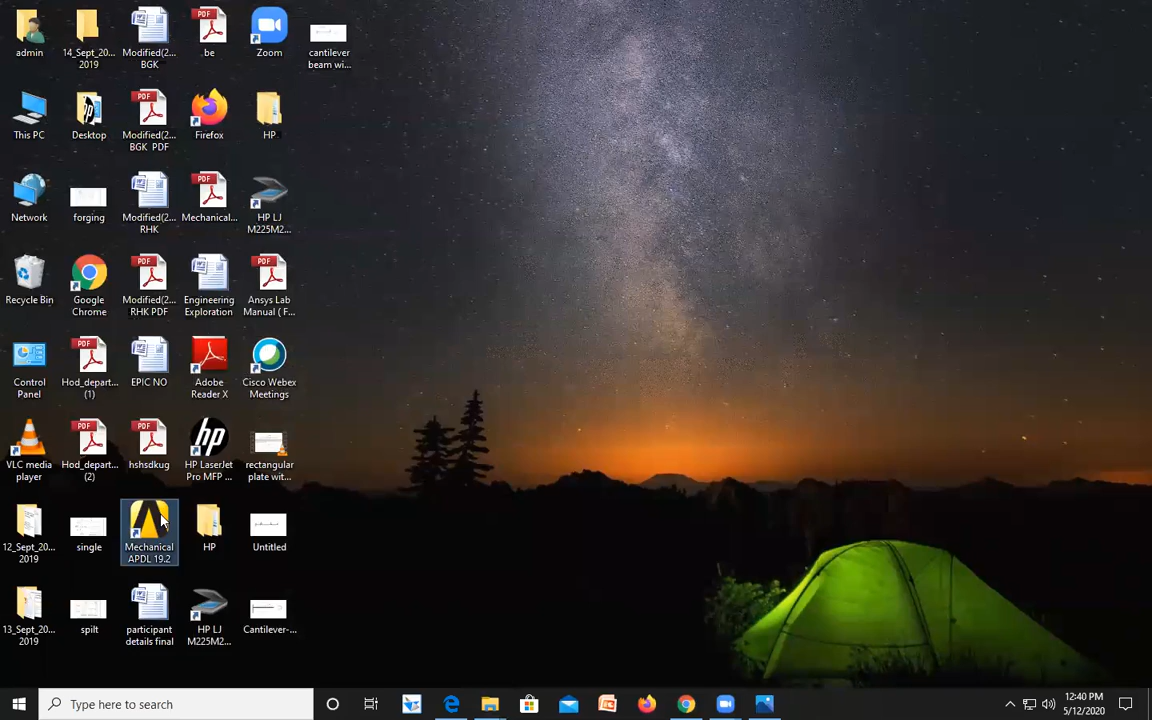 admin
14_Sept_20...
2019
Modified(2...
BGK
be
Zoom
cantilever
beam wi...
This PC
Desktop
Modified(2...
BGK PDF
Firefox
HP
Network
forging
Modified(2...
RHK
Mechanical...
HP LJ
M225M2...
Recycle Bin
Google
Chrome
Modified(2...
RHK PDF
Engineering
Exploration
Ansys Lab
Manual ( F...
Control
Panel
Hod_depart...
(1)
EPIC NO
Adobe
Reader X
Cisco Webex
Meetings
VLC media
player
Hod_depart...
(2)
hshsdkug
HP LaserJet
Pro MFP ...
rectangular
plate wit...
12_Sept_20...
2019
single
Mechanical
APDL 19.2
HP
Untitled
13_Sept_20...
2019
spilt
participant
details final
HP LJ
M225M2...
Cantilever-...
Type here to search
12:40 PM
5/12/2020